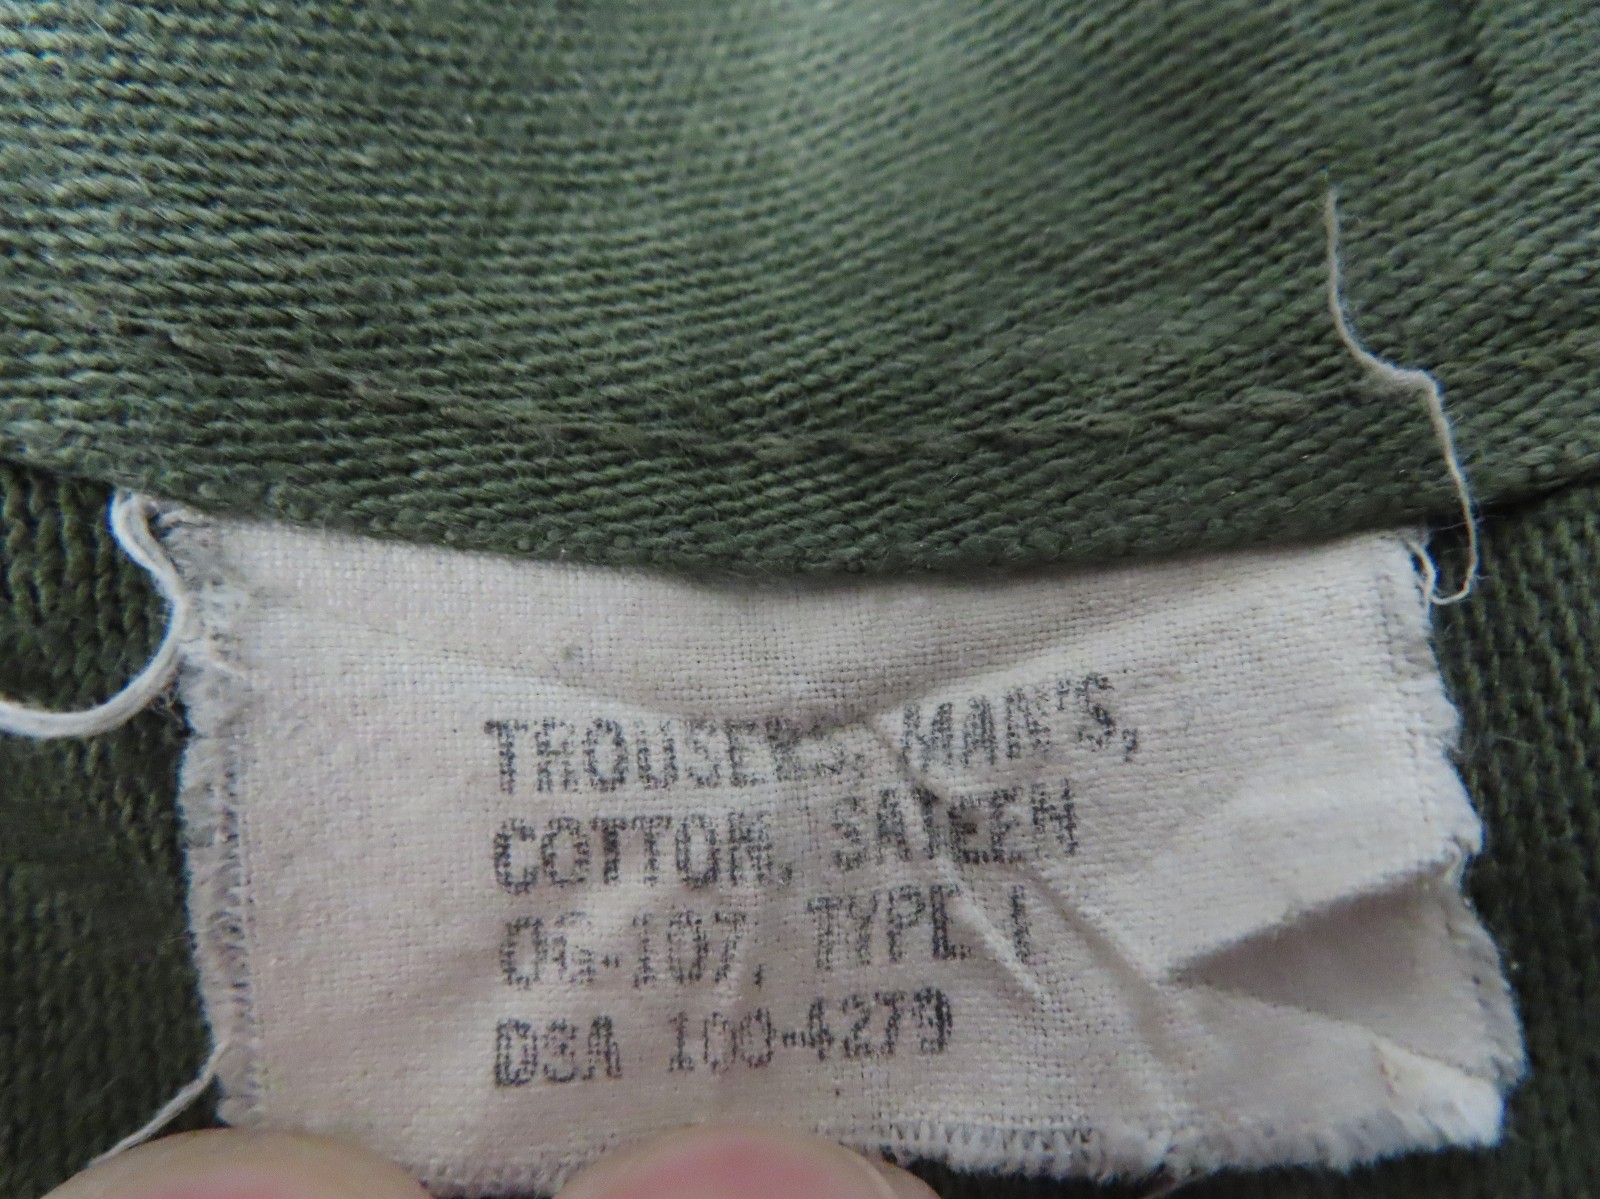 TROUSERS, MAN'S,
COTTON, SATEEN
OG-107, TYPE I
DSA 100-4279